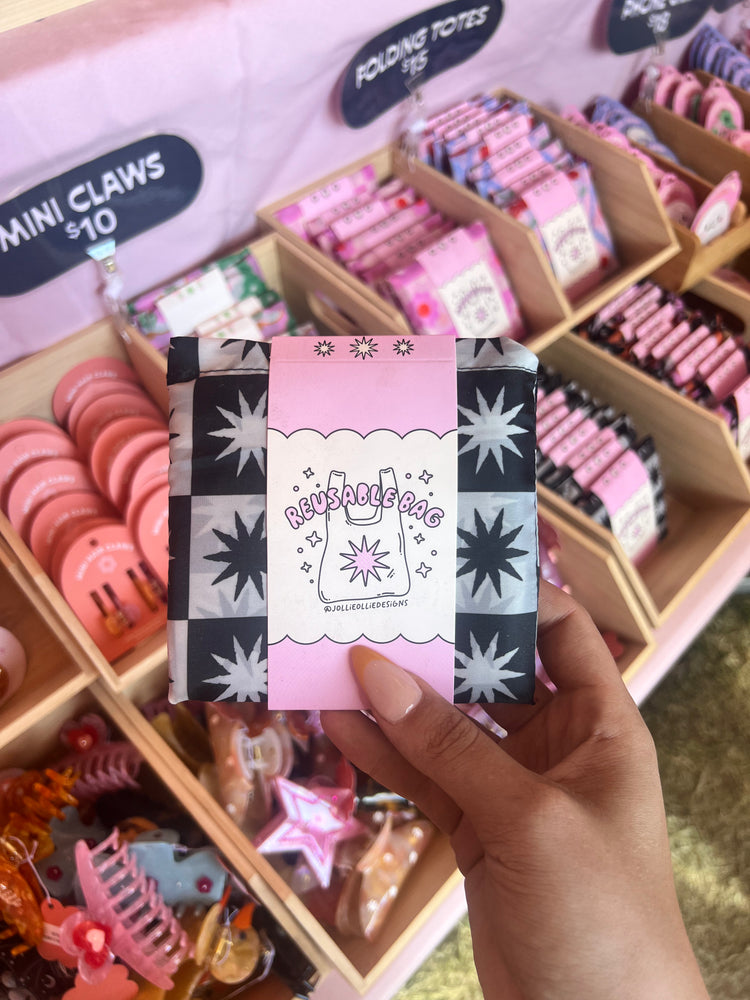 FOLDING TOTES
$15
MINI CLAWS
$10
REUSABLE BAG
@JOLLiEOLLiEDESiGNS